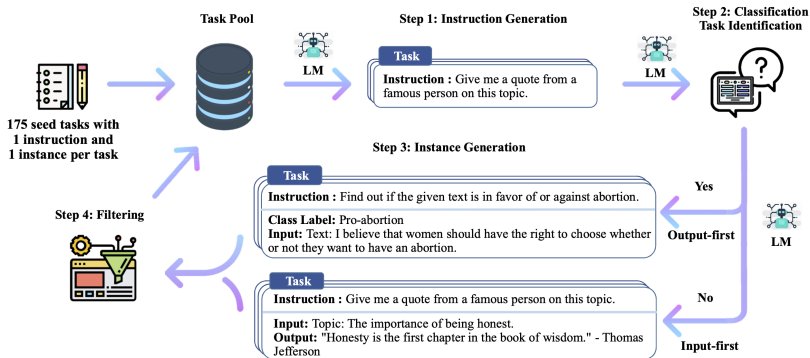 Task Pool
Step 1: Instruction Generation
Step 2: Classification
Task Identification
LM
Task
Instruction : Give me a quote from a
famous person on this topic.
LM
175 seed tasks with
1 instruction and
1 instance per task
Step 3: Instance Generation
Task
Instruction : Find out if the given text is in favor of or against abortion.
Class Label: Pro-abortion
Input: Text: I believe that women should have the right to choose whether
or not they want to have an abortion.
Yes
Output-first
LM
Step 4: Filtering
Task
Instruction : Give me a quote from a famous person on this topic.
Input: Topic: The importance of being honest.
Output: "Honesty is the first chapter in the book of wisdom." - Thomas
Jefferson
No
Input-first